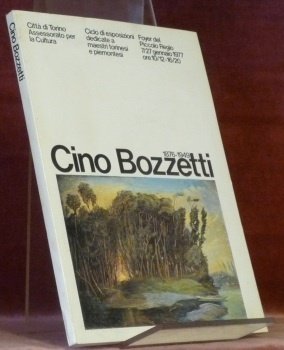 Cino Bozzetti
Città di Torino
Assessorato per
la Cultura
Ciclo di esposizioni
dedicate a
maestri torinesi
e piemontesi
Foyer del
Piccolo Regio
7/27 gennaio 1977
ore 10/12-16/20
1876-1949
Cino Bozzetti